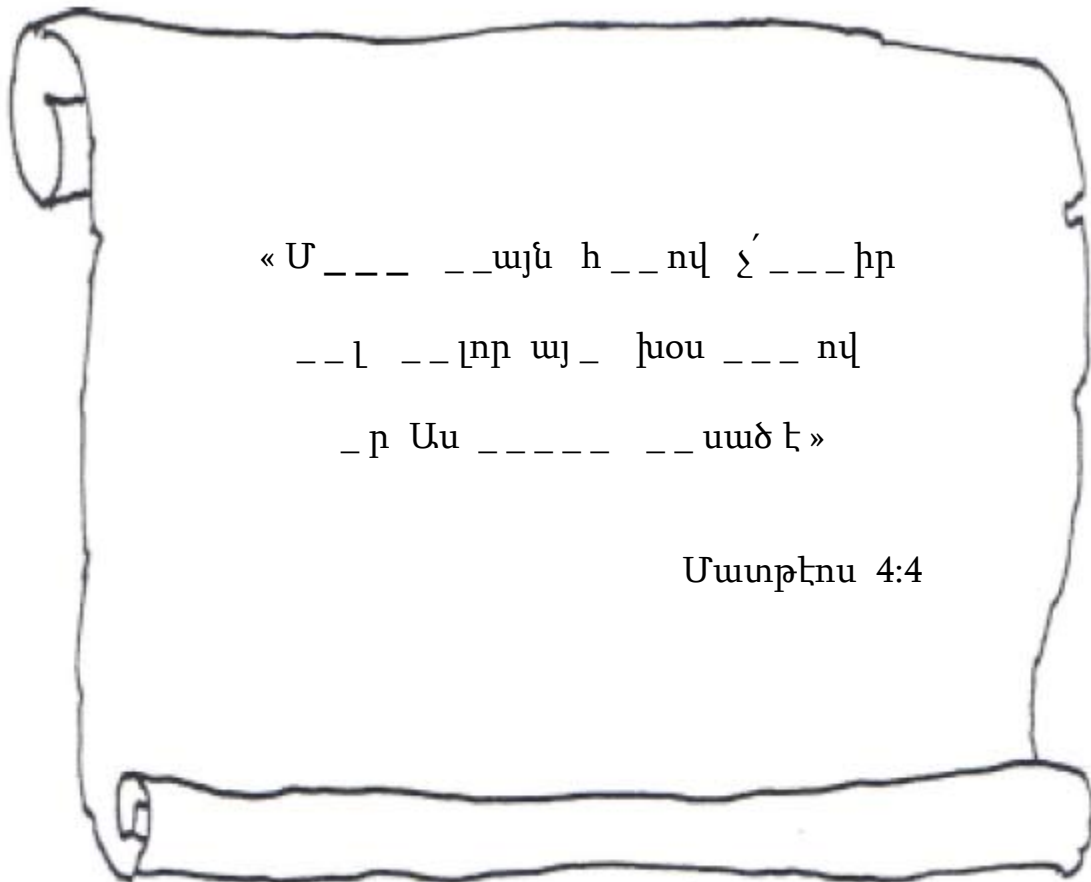 « Մ _ _ _ _ _այն հ _ _ ով չ՛ _ _ _ իր
_ _ լ _ _ լոր այ _ խօս _ _ _ ով
_ ր Աս _ _ _ _ _ _ _ սած է »
Մատթէոս 4:4